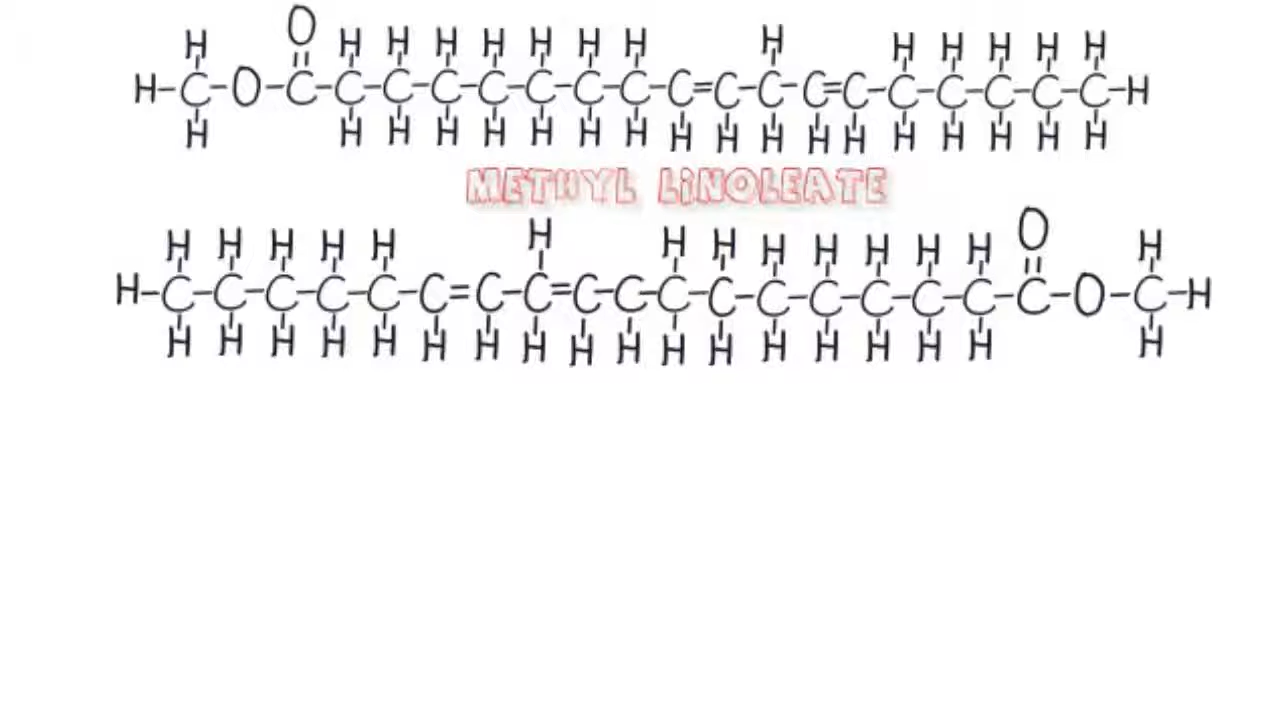 H O H H H H H H H H H H H H H
H-C-O-C-C-C-C-C-C-C-C-C=C-C-C=C-C-C-C-C-C-H
H H H H H H H H H H H H H H H H H H
METHYL LINOLEATE
H H H H H H H H H H H H H O H
H-C-C-C-C-C-C=C-C=C-C-C-C-C-C-C-C-C-C-O-C-H
H H H H H H H H H H H H H H H H H H